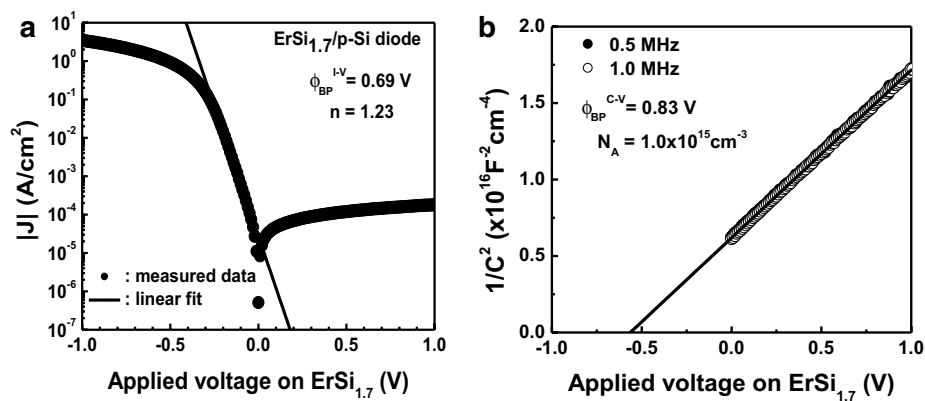 a
10¹
10⁰
10⁻¹
10⁻²
10⁻³
10⁻⁴
10⁻⁵
10⁻⁶
10⁻⁷
|J| (A/cm²)
ErSi₁.₇/p-Si diode
ϕ_BP^I-V = 0.69 V
n = 1.23
: measured data
: linear fit
-1.0 -0.5 0.0 0.5 1.0
Applied voltage on ErSi₁.₇ (V)
b
2.0
1.5
1.0
0.5
0.0
1/C² (x10¹⁶F⁻²cm⁻⁴)
0.5 MHz
1.0 MHz
ϕ_BP^C-V = 0.83 V
N_A = 1.0x10¹⁵cm⁻³
-1.0 -0.5 0.0 0.5 1.0
Applied voltage on ErSi₁.₇ (V)